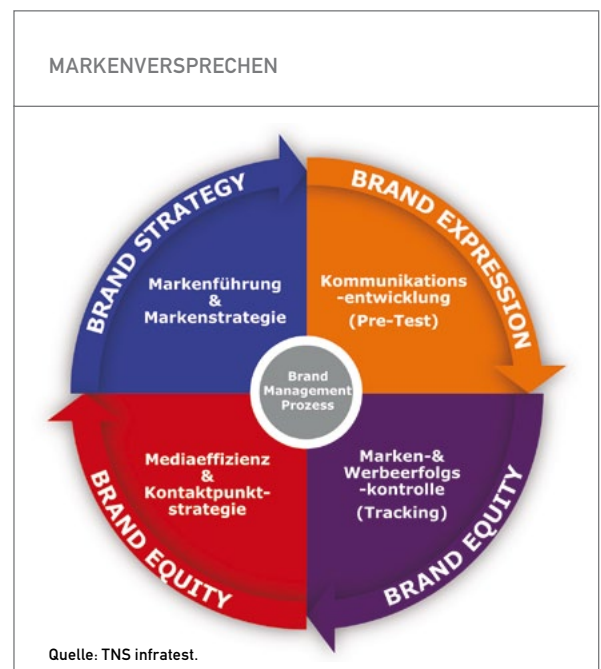 MARKENVERSPRECHEN
BRAND STRATEGY
BRAND EXPRESSION
Markenführung
&
Markenstrategie
Kommunikations
-entwicklung
(Pre-Test)
Brand
Management
Prozess
Mediaeffizienz
&
Kontaktpunkt-
strategie
Marken-&
Werbeerfolgs
-kontrolle
(Tracking)
BRAND EQUITY
BRAND EQUITY
Quelle: TNS infratest.